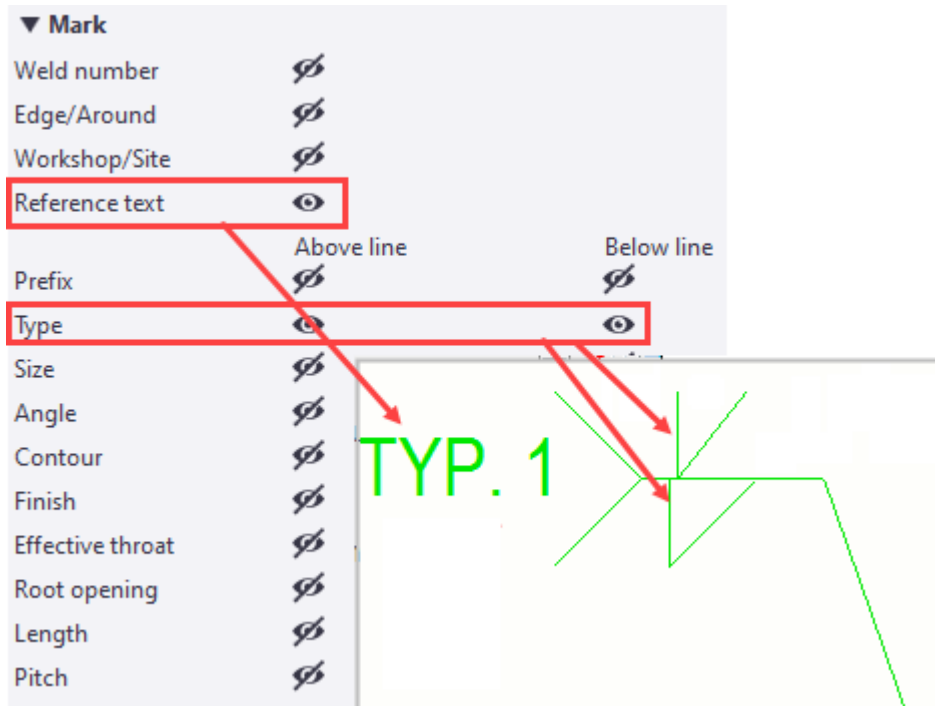 Mark
Weld number
Edge/Around
Workshop/Site
Reference text
Above line Below line
Prefix
Type
Size
Angle
Contour
Finish
Effective throat
Root opening
Length
Pitch
TYP. 1